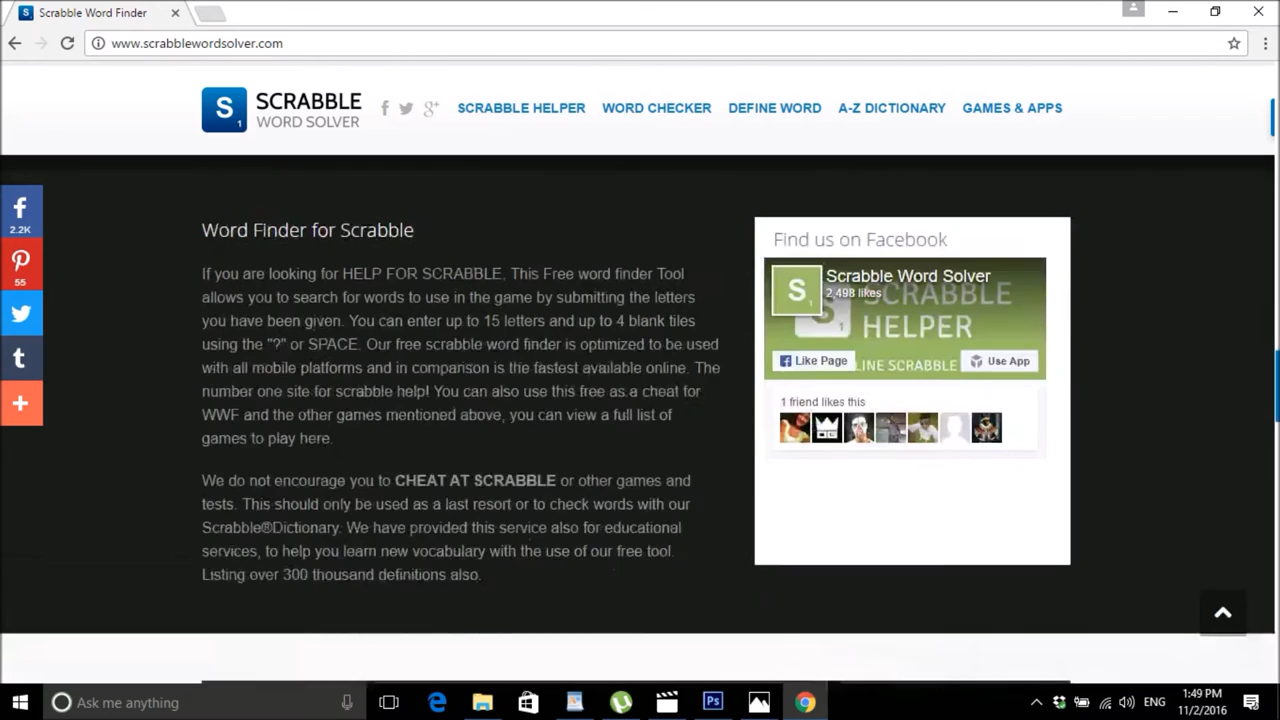 Scrabble Word Finder
www.scrabblewordsolver.com
S
1
SCRABBLE
WORD SOLVER
SCRABBLE HELPER
WORD CHECKER
DEFINE WORD
A-Z DICTIONARY
GAMES & APPS
2.2K
55
Word Finder for Scrabble
If you are looking for HELP FOR SCRABBLE. This Free word finder Tool
allows you to search for words to use in the game by submitting the letters
you have been given. You can enter up to 15 letters and up to 4 blank tiles
using the "?" or SPACE. Our free scrabble word finder is optimized to be used
with all mobile platforms and in comparison is the fastest available online. The
number one site for scrabble help! You can also use this free as a cheat for
WWF and the other games mentioned above, you can view a full list of
games to play here.
We do not encourage you to CHEAT AT SCRABBLE or other games and
tests. This should only be used as a last resort or to check words with our
Scrabble®Dictionary. We have provided this service also for educational
services, to help you learn new vocabulary with the use of our free tool.
Listing over 300 thousand definitions also.
Find us on Facebook
S
1
Scrabble Word Solver
2,498 likes
SCRABBLE
HELPER
LINE SCRABBLE
Like Page
Use App
1 friend likes this
Ask me anything
Ps
ENG
1:49 PM
11/2/2016